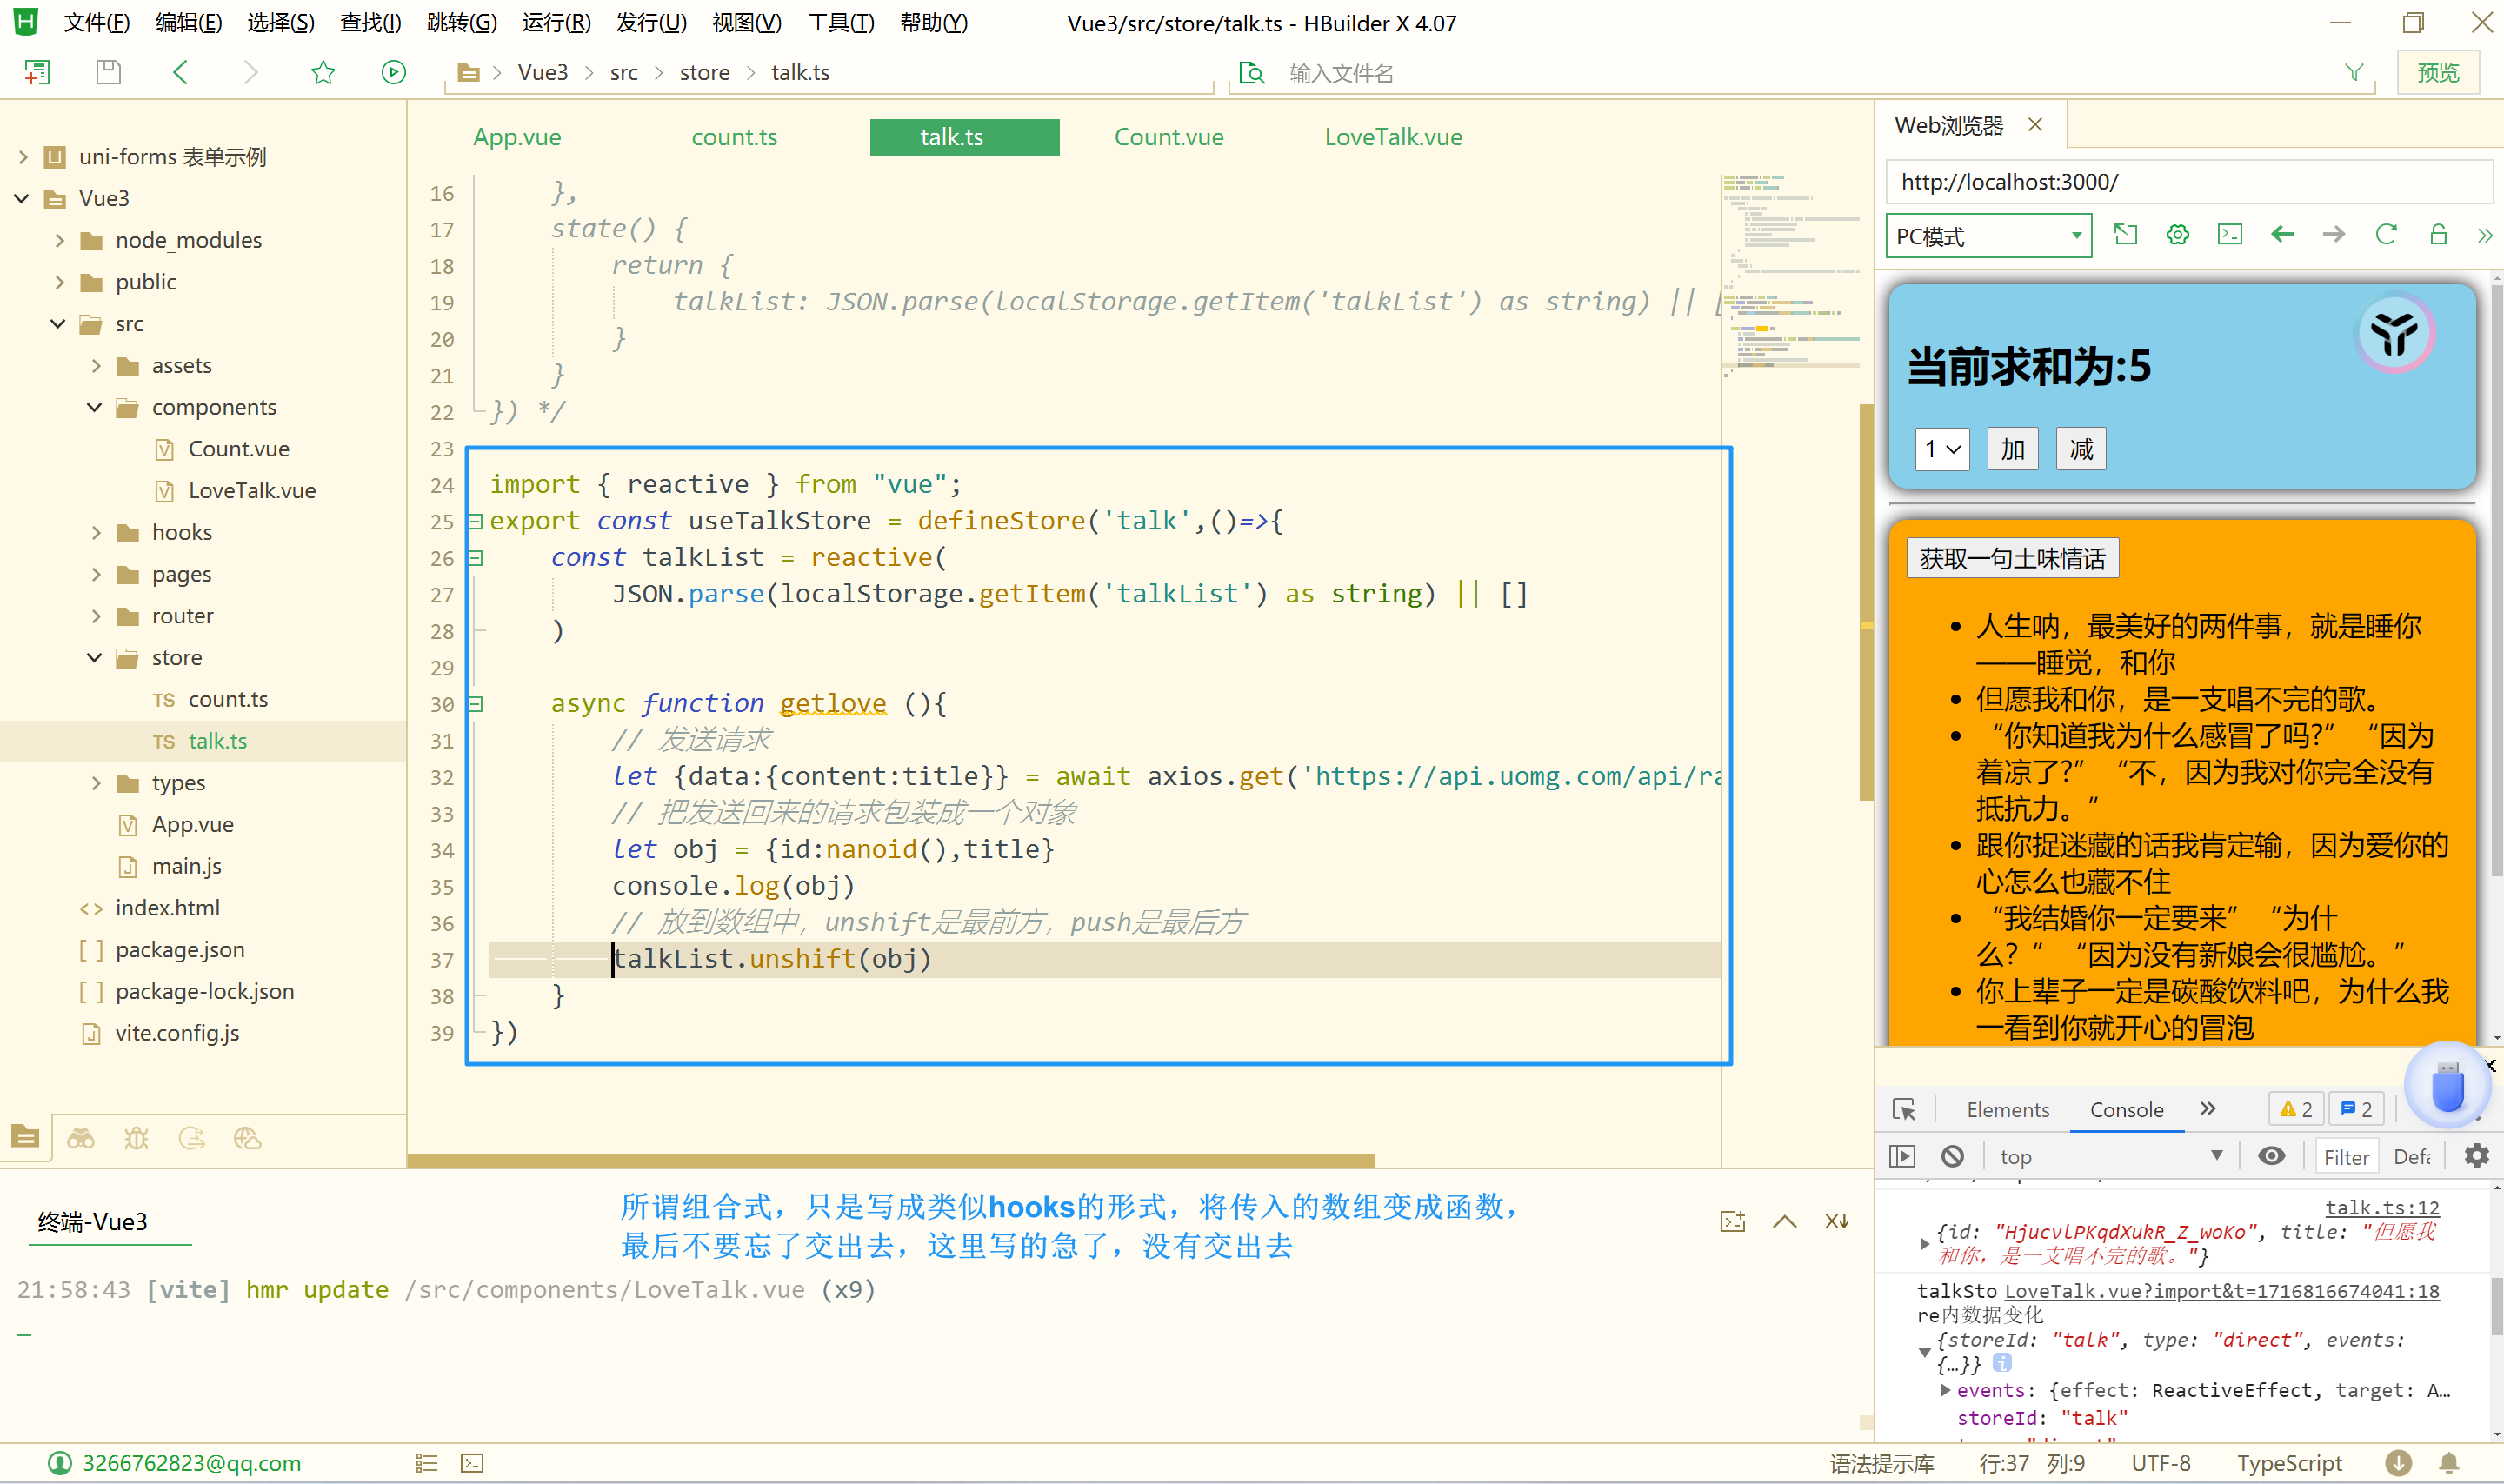 文件(F) 编辑(E) 选择(S) 查找(I) 跳转(G) 运行(R) 发行(U) 视图(V) 工具(T) 帮助(Y) Vue3/src/store/talk.ts - HBuilder X 4.07
Vue3 src store talk.ts 输入文件名 预览
uni-forms 表单示例
Vue3
node_modules
public
src
assets
components
Count.vue
LoveTalk.vue
hooks
pages
router
store
TS count.ts
TS talk.ts
types
App.vue
main.js
index.html
package.json
package-lock.json
vite.config.js
App.vue count.ts talk.ts Count.vue LoveTalk.vue
16 },
17 state() {
18 return {
19 talkList: JSON.parse(localStorage.getItem('talkList') as string) || [
20 }
21 }
22 }) */
23
24 import { reactive } from "vue";
25 export const useTalkStore = defineStore('talk',()=>{
26 const talkList = reactive(
27 JSON.parse(localStorage.getItem('talkList') as string) || []
28 )
29
30 async function getlove (){
31 // 发送请求
32 let {data:{content:title}} = await axios.get('https://api.uomg.com/api/ra
33 // 把发送回来的请求包装成一个对象
34 let obj = {id:nanoid(),title}
35 console.log(obj)
36 // 放到数组中，unshift是最前方，push是最后方
37 talkList.unshift(obj)
38 }
39 })
Web浏览器
http://localhost:3000/
PC模式
当前求和为:5
1 加 减
获取一句土味情话
人生呐，最美好的两件事，就是睡你
——睡觉，和你
但愿我和你，是一支唱不完的歌。
“你知道我为什么感冒了吗?” “因为
着凉了?” “不，因为我对你完全没有
抵抗力。”
跟你捉迷藏的话我肯定输，因为爱你的
心怎么也藏不住
“我结婚你一定要来” “为什
么？” “因为没有新娘会很尴尬。”
你上辈子一定是碳酸饮料吧，为什么我
一看到你就开心的冒泡
Elements Console 2 2
top Filter Defa
talk.ts:12
{id: "HjucvlPKqdXukR_Z_woKo", title: "但愿我
和你，是一支唱不完的歌。"}
talkSto LoveTalk.vue?import&t=1716816674041:18
re内数据变化
{storeId: "talk", type: "direct", events:
{…}}
events: {effect: ReactiveEffect, target: A…
storeId: "talk"
终端-Vue3
所谓组合式，只是写成类似hooks的形式，将传入的数组变成函数，
最后不要忘了交出去，这里写的急了，没有交出去
21:58:43 [vite] hmr update /src/components/LoveTalk.vue (x9)
3266762823@qq.com 语法提示库 行:37 列:9 UTF-8 TypeScript